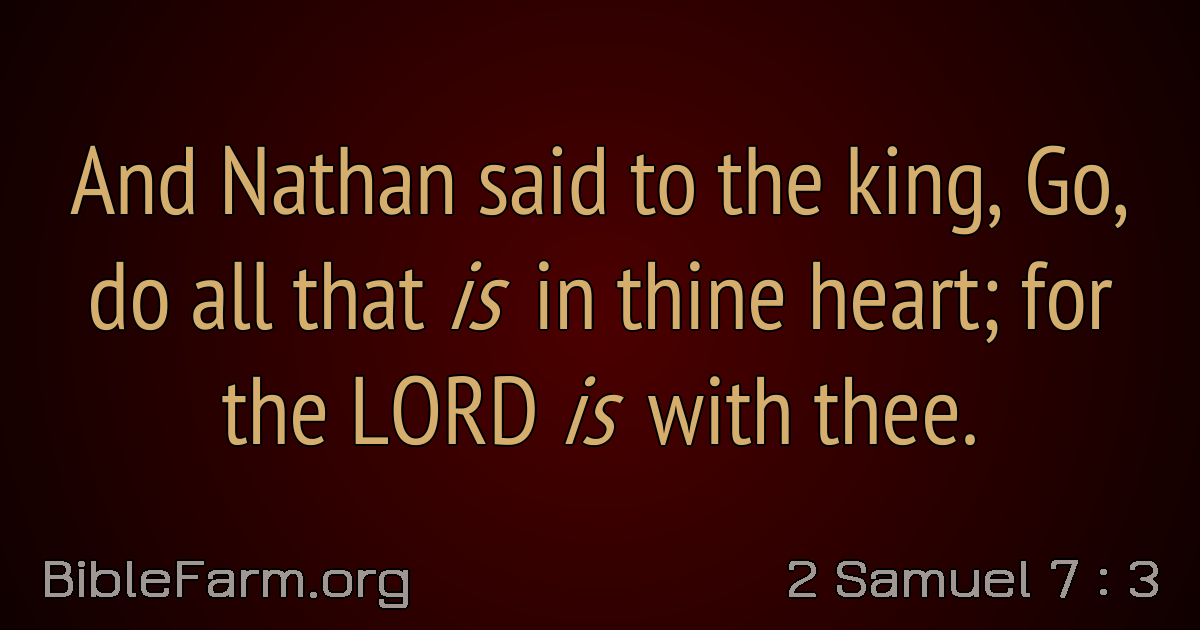 And Nathan said to the king, Go,
do all that is in thine heart; for
the LORD is with thee.
BibleFarm.org
2 Samuel 7 : 3